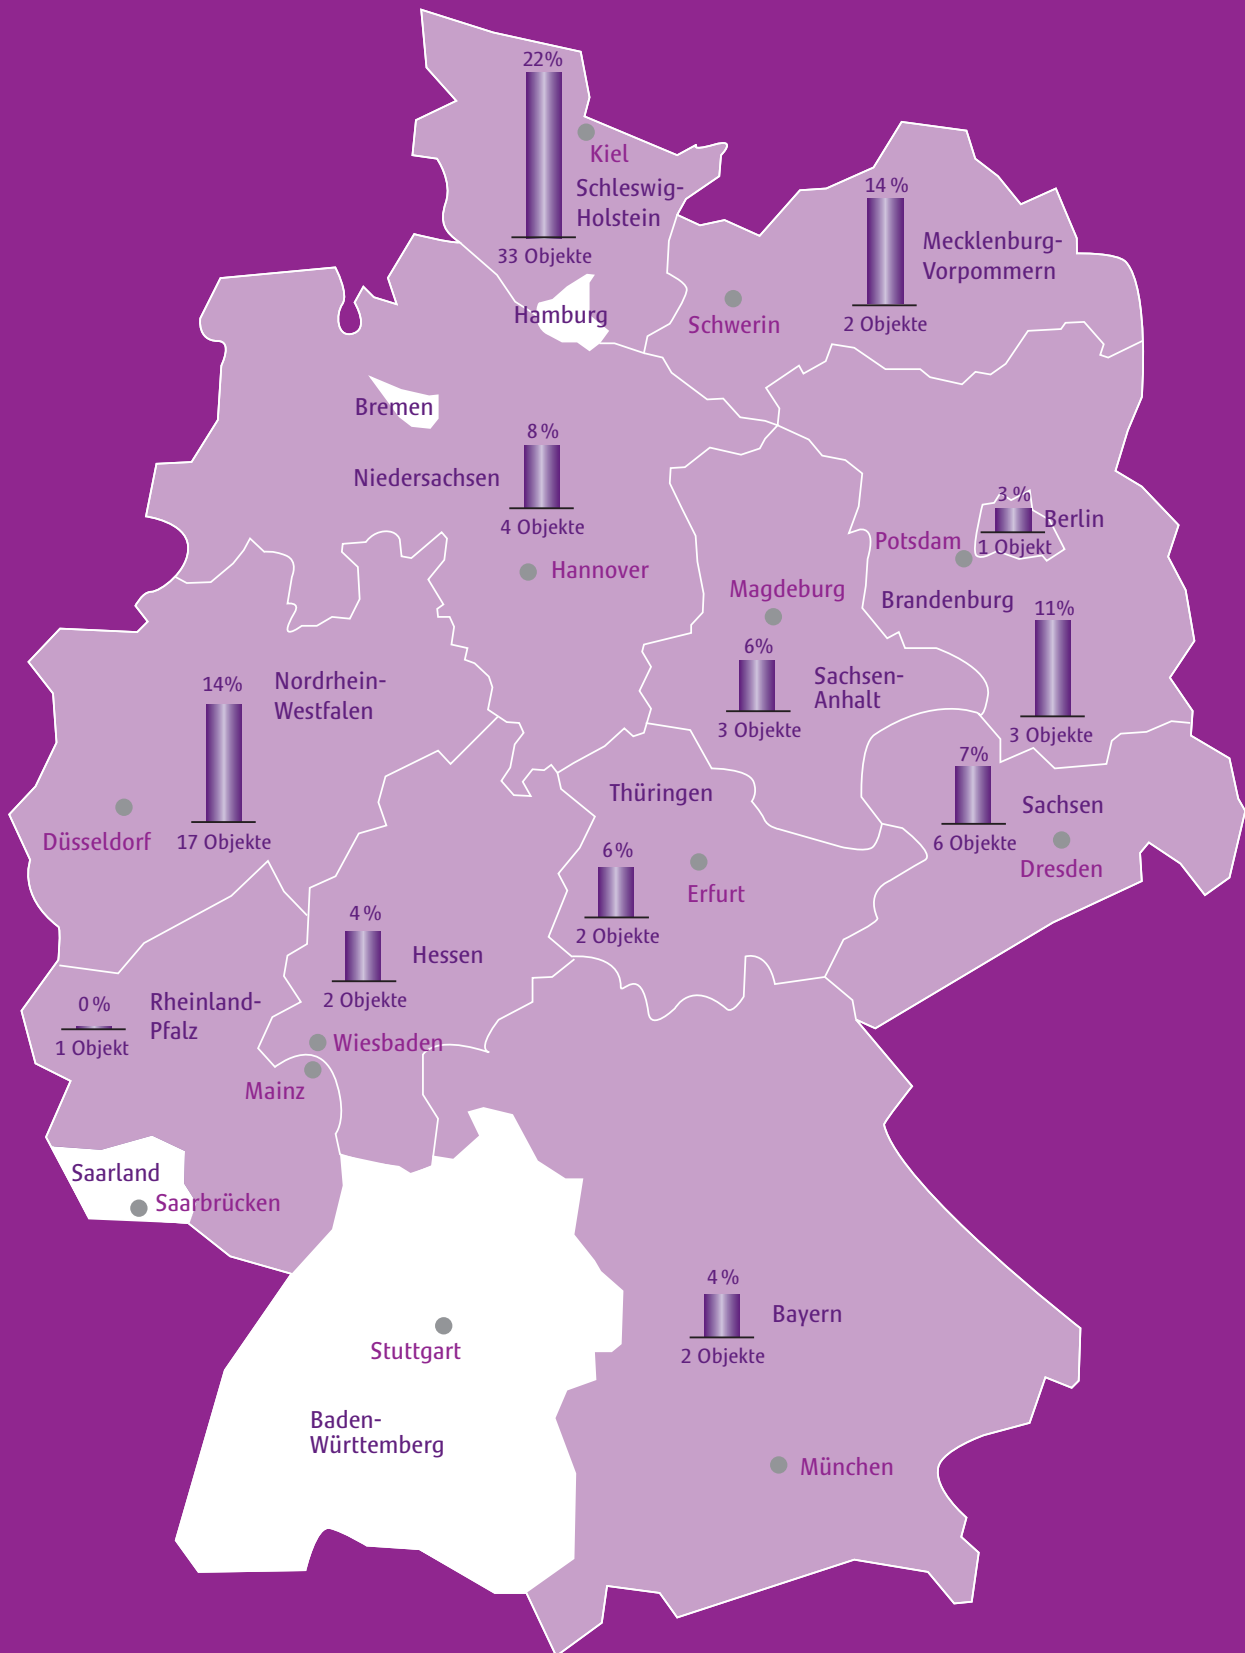 22%
Kiel
Schleswig-
Holstein
33 Objekte
14 %
Mecklenburg-
Vorpommern
Schwerin
2 Objekte
Hamburg
Bremen
8 %
Niedersachsen
4 Objekte
Hannover
3 %
Berlin
1 Objekt
Potsdam
Brandenburg
11%
3 Objekte
Magdeburg
6%
Sachsen-
Anhalt
3 Objekte
14%
Nordrhein-
Westfalen
17 Objekte
Düsseldorf
7%
Sachsen
6 Objekte
Dresden
Thüringen
6%
2 Objekte
Erfurt
4 %
Hessen
2 Objekte
Wiesbaden
0 %
Rheinland-
Pfalz
1 Objekt
Mainz
Saarland
Saarbrücken
4 %
Bayern
2 Objekte
Stuttgart
Baden-
Württemberg
München